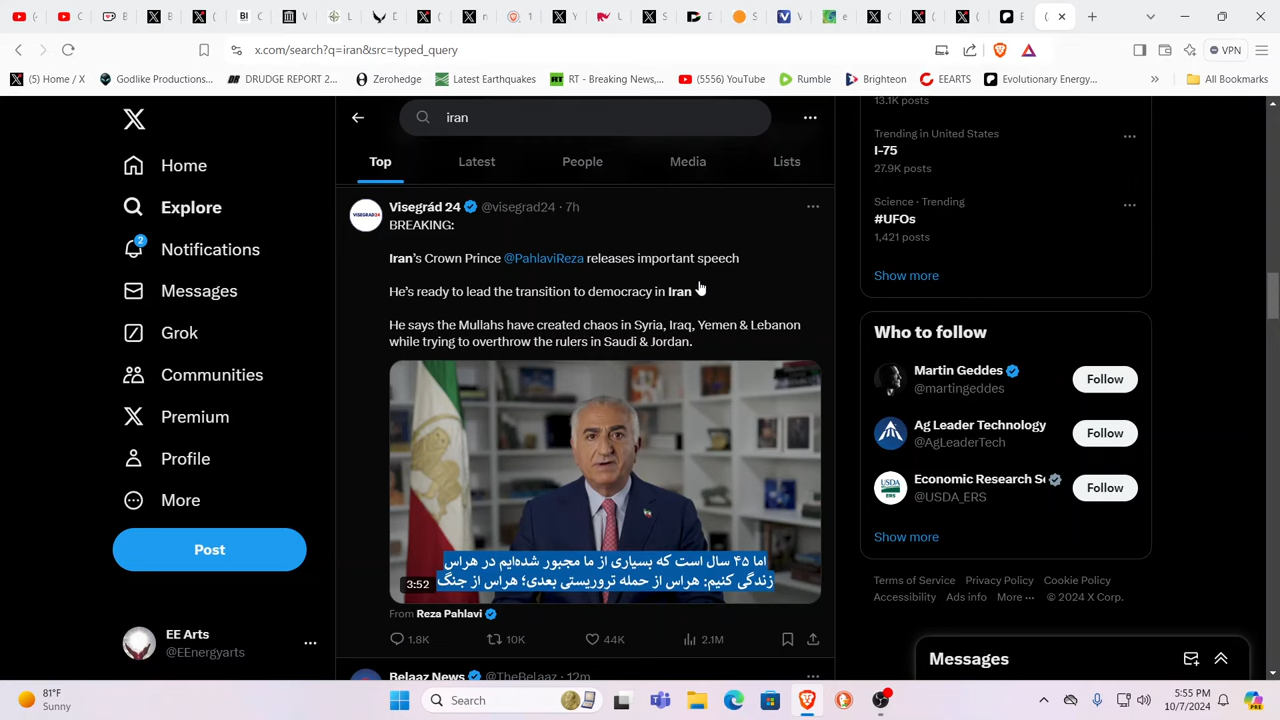 x.com/search?q=iran&src=typed_query
VPN
(5) Home / X
Godlike Productions...
DRUDGE REPORT 2...
Zerohedge
Latest Earthquakes
RT - Breaking News,...
(5556) YouTube
Rumble
Brighteon
EEARTS
Evolutionary Energy...
All Bookmarks
Home
Explore
2
Notifications
Messages
Grok
Communities
Premium
Profile
More
Post
EE Arts
@EEnergyarts
iran
Top
Latest
People
Media
Lists
Visegrád 24 @visegrad24 · 7h
BREAKING:
Iran's Crown Prince @PahlaviReza releases important speech
He's ready to lead the transition to democracy in Iran
He says the Mullahs have created chaos in Syria, Iraq, Yemen & Lebanon
while trying to overthrow the rulers in Saudi & Jordan.
اما ۴۵ سال است که بسیاری از ما مجبور شده‌ایم در هراس
زندگی کنیم: هراس از حمله تروریستی بعدی؛ هراس از جنگ
3:52
From Reza Pahlavi
1.8K
10K
44K
2.1M
Belaaz News @TheBelaaz · 12m
13.1K posts
Trending in United States
I-75
27.9K posts
Science · Trending
#UFOs
1,421 posts
Show more
Who to follow
Martin Geddes
@martingeddes
Follow
Ag Leader Technology
@AgLeaderTech
Follow
Economic Research Se
@USDA_ERS
Follow
Show more
Terms of Service Privacy Policy Cookie Policy
Accessibility Ads info More ··· © 2024 X Corp.
Messages
81°F
Sunny
Search
5:55 PM
10/7/2024